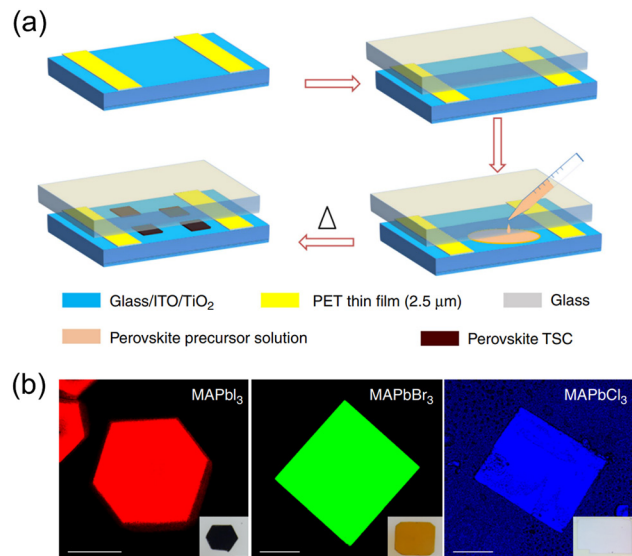 (a)
Δ
Glass/ITO/TiO₂
PET thin film (2.5 μm)
Glass
Perovskite precursor solution
Perovskite TSC
(b)
MAPbI₃
MAPbBr₃
MAPbCl₃